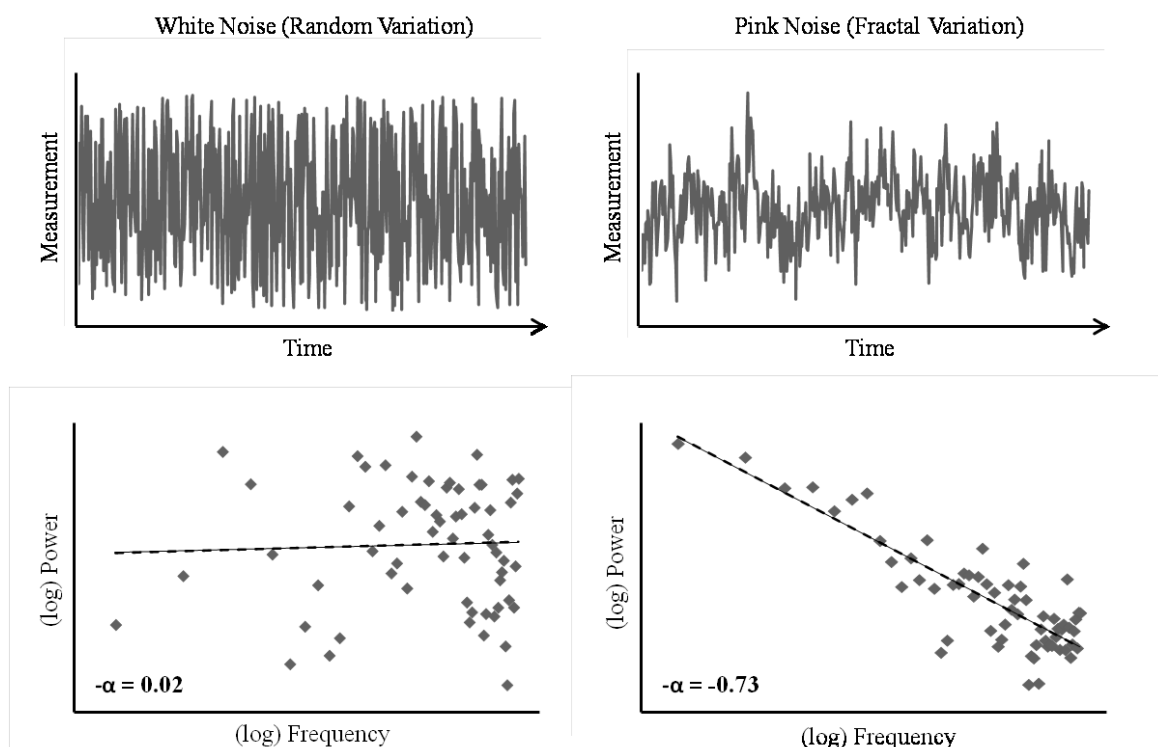 White Noise (Random Variation)
Pink Noise (Fractal Variation)
Measurement
Time
Measurement
Time
(log) Power
-α = 0.02
(log) Frequency
(log) Power
-α = -0.73
(log) Frequency